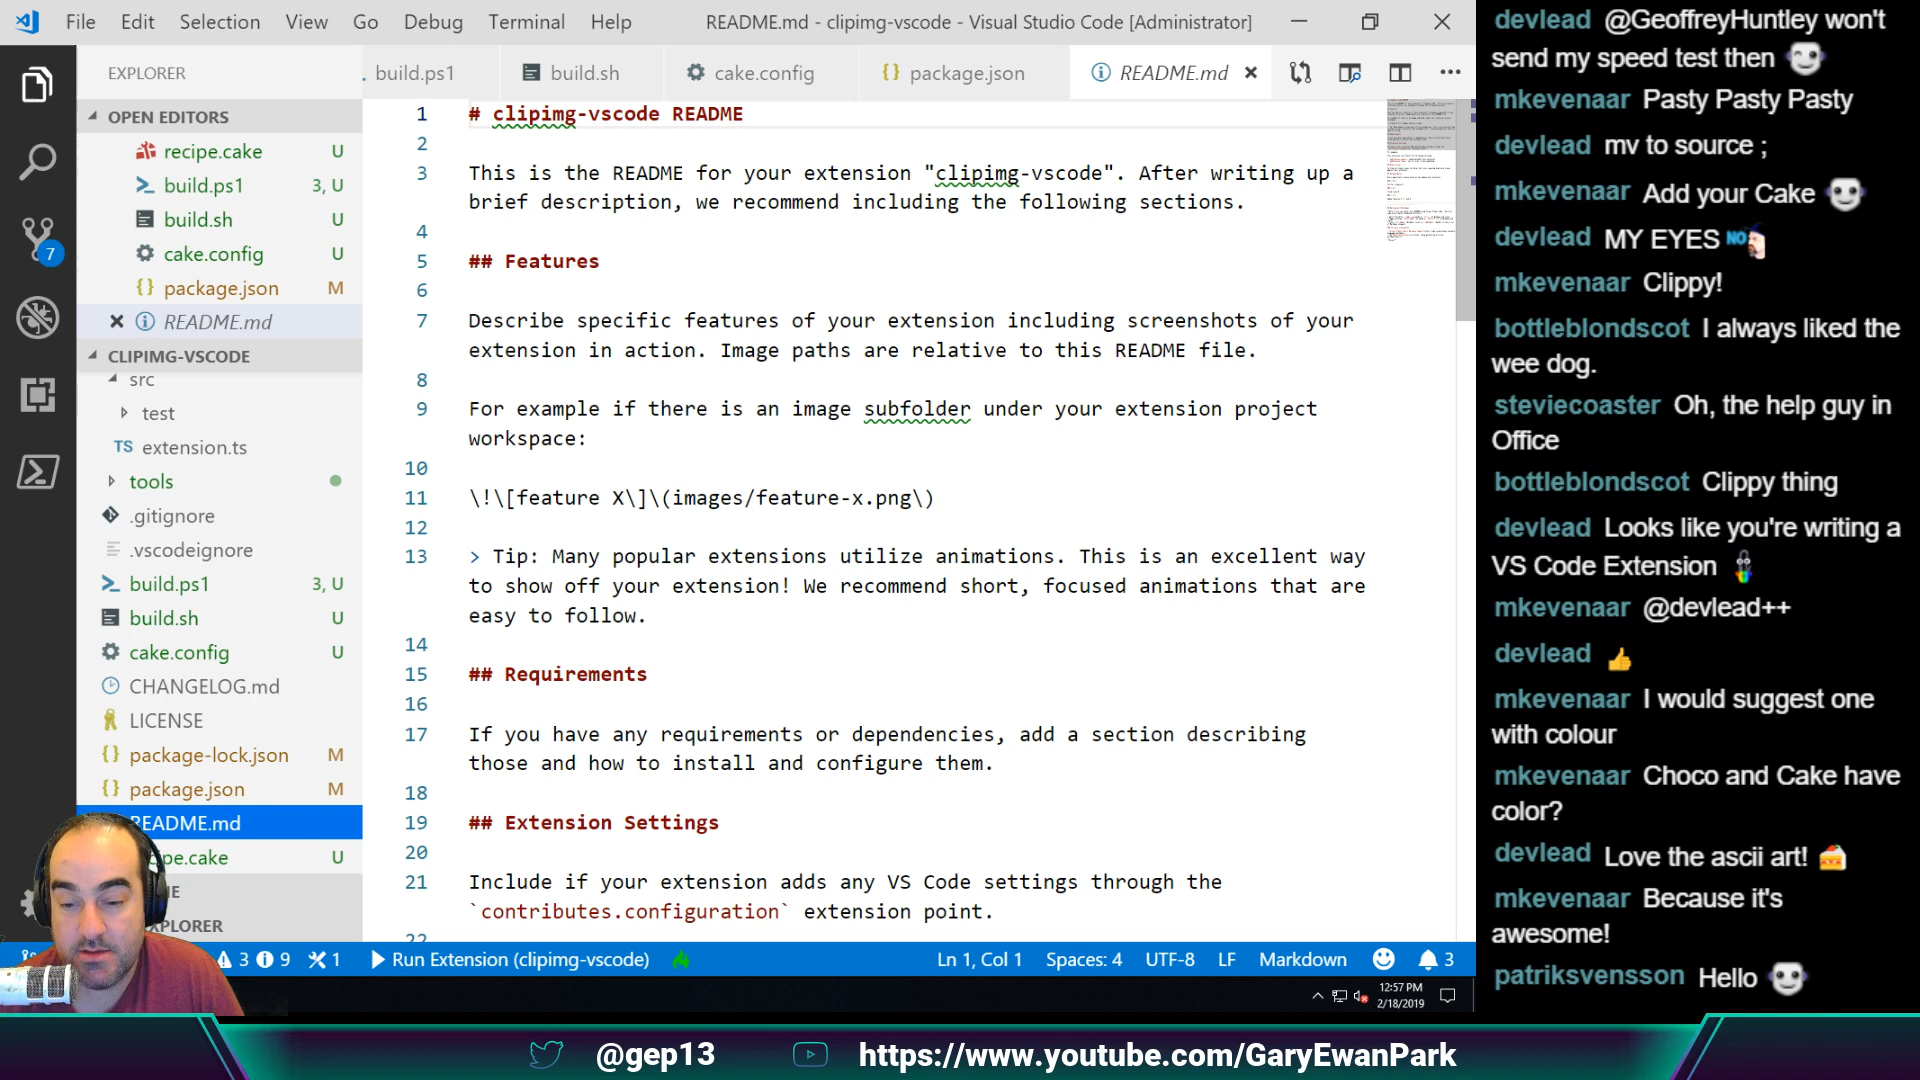 File Edit Selection View Go Debug Terminal Help README.md - clipimg-vscode - Visual Studio Code [Administrator]
EXPLORER
build.ps1 build.sh cake.config package.json README.md
OPEN EDITORS
recipe.cake U
build.ps1 3, U
build.sh U
cake.config U
package.json M
README.md
CLIPIMG-VSCODE
src
test
TS extension.ts
tools
.gitignore
.vscodeignore
build.ps1 3, U
build.sh U
cake.config U
CHANGELOG.md
LICENSE
package-lock.json M
package.json M
README.md
cipe.cake U
1 # clipimg-vscode README
2
3 This is the README for your extension "clipimg-vscode". After writing up a
brief description, we recommend including the following sections.
4
5 ## Features
6
7 Describe specific features of your extension including screenshots of your
extension in action. Image paths are relative to this README file.
8
9 For example if there is an image subfolder under your extension project
workspace:
10
11 \!\[feature X\]\(images/feature-x.png\)
12
13 > Tip: Many popular extensions utilize animations. This is an excellent way
to show off your extension! We recommend short, focused animations that are
easy to follow.
14
15 ## Requirements
16
17 If you have any requirements or dependencies, add a section describing
those and how to install and configure them.
18
19 ## Extension Settings
20
21 Include if your extension adds any VS Code settings through the
`contributes.configuration` extension point.
22
7
3 9 1 Run Extension (clipimg-vscode) Ln 1, Col 1 Spaces: 4 UTF-8 LF Markdown 3
12:57 PM
2/18/2019
devlead @GeoffreyHuntley won't
send my speed test then
mkevenaar Pasty Pasty Pasty
devlead mv to source ;
mkevenaar Add your Cake
devlead MY EYES NO
mkevenaar Clippy!
bottleblondscot I always liked the
wee dog.
steviecoaster Oh, the help guy in
Office
bottleblondscot Clippy thing
devlead Looks like you're writing a
VS Code Extension
mkevenaar @devlead++
devlead
mkevenaar I would suggest one
with colour
mkevenaar Choco and Cake have
color?
devlead Love the ascii art!
mkevenaar Because it's
awesome!
patriksvensson Hello
@gep13 https://www.youtube.com/GaryEwanPark